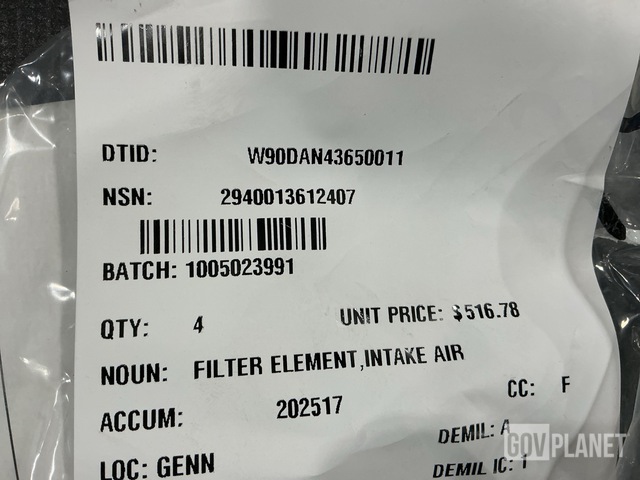 DTID: W90DAN43650011
NSN: 2940013612407
BATCH: 1005023991
QTY: 4 UNIT PRICE: $516.78
NOUN: FILTER ELEMENT,INTAKE AIR
CC: F
ACCUM: 202517
DEMIL: A
LOC: GENN
DEMIL IC: 1
GOVPLANET